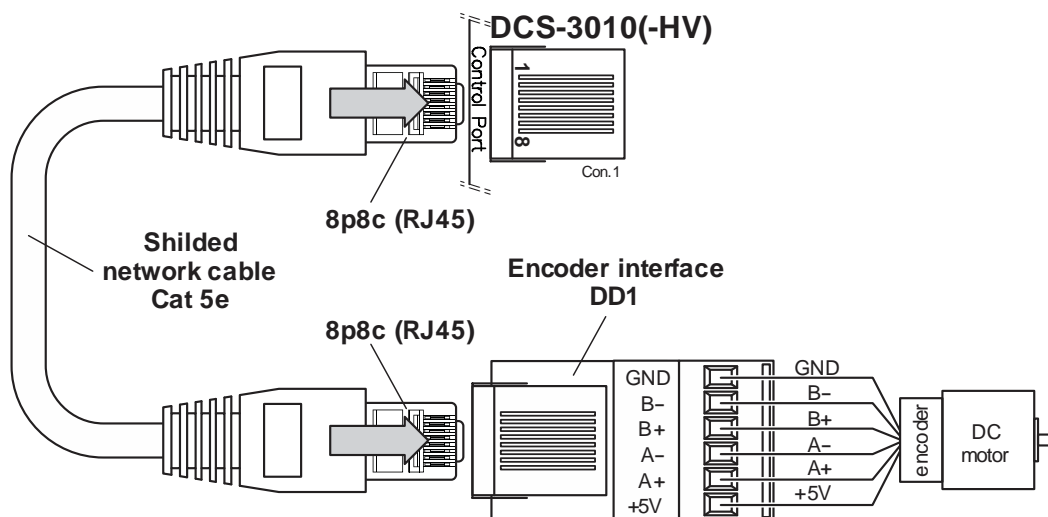 DCS-3010(-HV)
Control Port
1
8
Con.1
8p8c (RJ45)
Shilded
network cable
Cat 5e
Encoder interface
DD1
8p8c (RJ45)
GND
B−
B+
A−
A+
+5V
GND
B−
B+
A−
A+
+5V
encoder
DC
motor